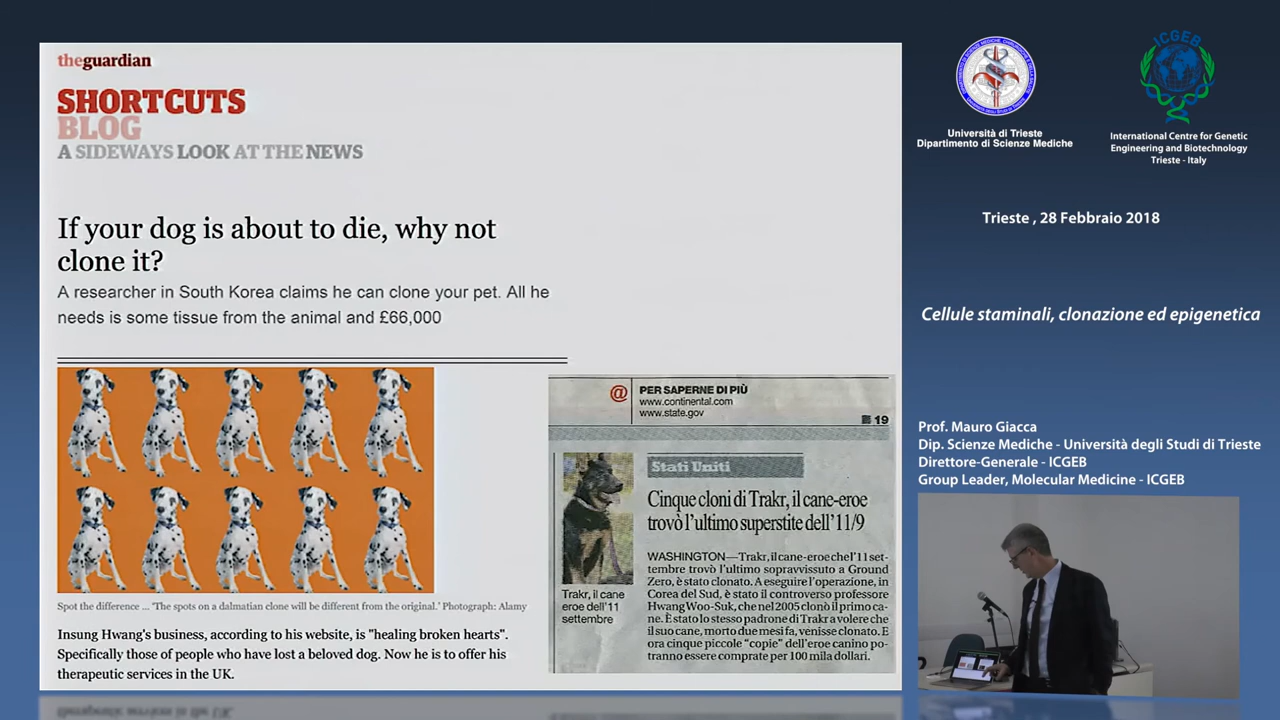 theguardian
SHORTCUTS
BLOG
A SIDEWAYS LOOK AT THE NEWS
If your dog is about to die, why not
clone it?
A researcher in South Korea claims he can clone your pet. All he
needs is some tissue from the animal and £66,000
Spot the difference ... 'The spots on a dalmatian clone will be different from the original.' Photograph: Alamy
Insung Hwang's business, according to his website, is "healing broken hearts".
Specifically those of people who have lost a beloved dog. Now he is to offer his
therapeutic services in the UK.
@
PER SAPERNE DI PIÙ
www.continental.com
www.state.gov
19
Stati Uniti
Cinque cloni di Trakr, il cane-eroe
trovò l'ultimo superstite dell'11/9
Trakr, il cane
eroe dell'11
settembre
WASHINGTON—Trakr, il cane-eroe che l'11 set-
tembre trovò l'ultimo sopravvissuto a Ground
Zero, è stato clonato. A eseguire l'operazione, in
Corea del Sud, è stato il controverso professore
Hwang Woo-Suk, che nel 2005 clonò il primo ca-
ne. È stato lo stesso padrone di Trakr a volere che
il suo cane, morto due mesi fa, venisse clonato. E
ora cinque piccole "copie" dell'eroe canino po-
tranno essere comprate per 100 mila dollari.
Università di Trieste
Dipartimento di Scienze Mediche
ICGEB
International Centre for Genetic
Engineering and Biotechnology
Trieste - Italy
Trieste , 28 Febbraio 2018
Cellule staminali, clonazione ed epigenetica
Prof. Mauro Giacca
Dip. Scienze Mediche - Università degli Studi di Trieste
Direttore-Generale - ICGEB
Group Leader, Molecular Medicine - ICGEB